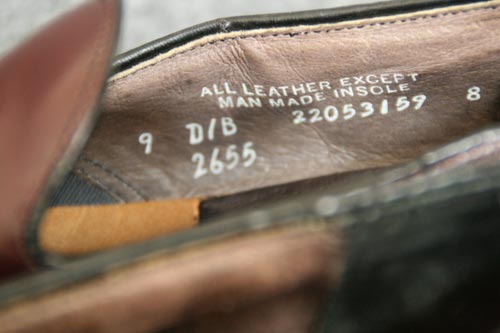 ALL LEATHER EXCEPT
MAN MADE INSOLE
9 D/B 22053159 8
2655